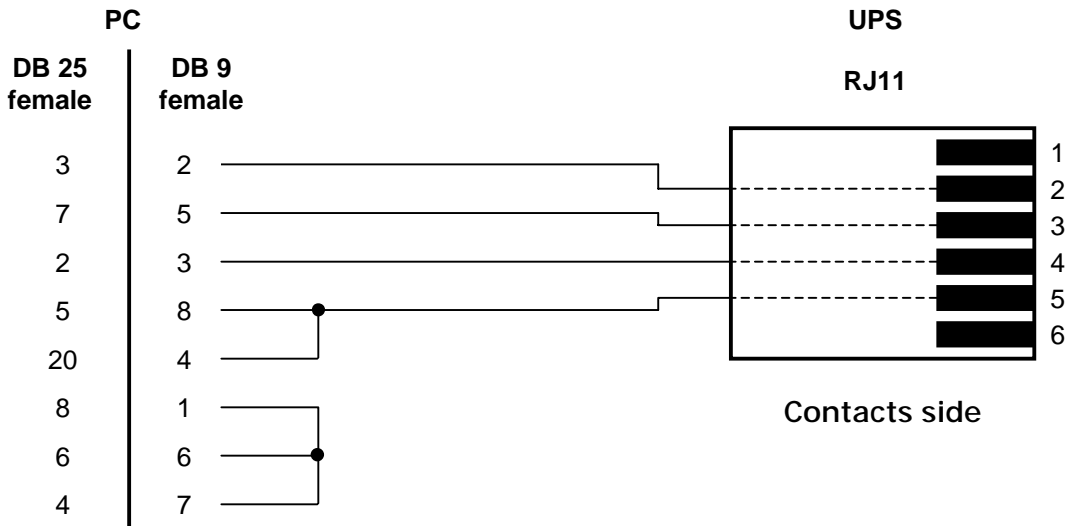 PC UPS
DB 25 DB 9
female female
RJ11
3 2 1
2
7 5 3
2 3 4
5 8 5
6
20 4
8 1
Contacts side
6 6
4 7